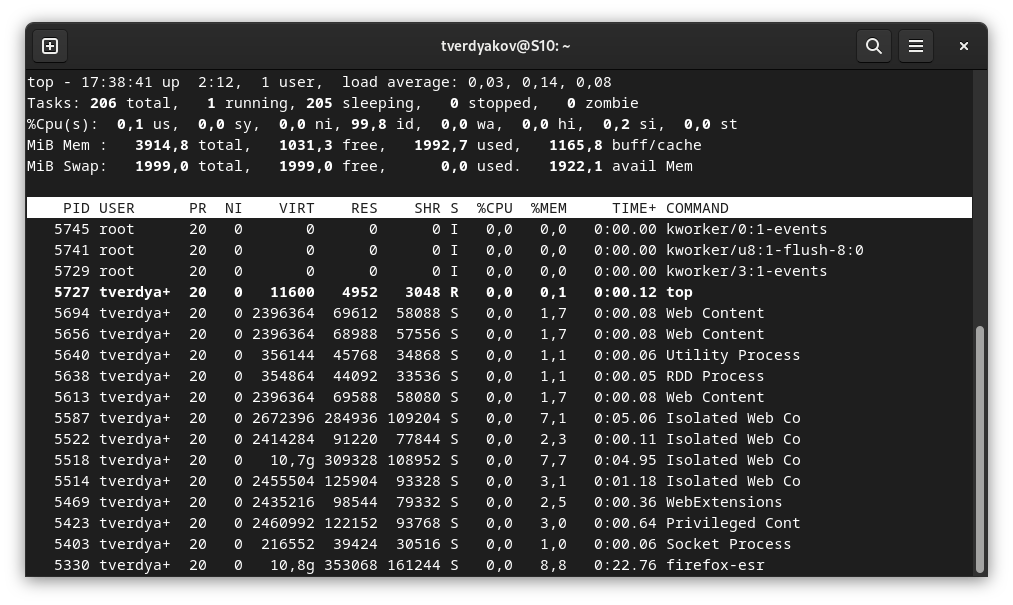 tverdyakov@S10: ~
top - 17:38:41 up  2:12,  1 user,  load average: 0,03, 0,14, 0,08
Tasks: 206 total,   1 running, 205 sleeping,   0 stopped,   0 zombie
%Cpu(s):  0,1 us,  0,0 sy,  0,0 ni, 99,8 id,  0,0 wa,  0,0 hi,  0,2 si,  0,0 st
MiB Mem :   3914,8 total,   1031,3 free,   1992,7 used,   1165,8 buff/cache
MiB Swap:   1999,0 total,   1999,0 free,      0,0 used.   1922,1 avail Mem
    PID USER      PR  NI    VIRT    RES    SHR S  %CPU  %MEM     TIME+ COMMAND
   5745 root      20   0       0      0      0 I   0,0   0,0   0:00.00 kworker/0:1-events
   5741 root      20   0       0      0      0 I   0,0   0,0   0:00.00 kworker/u8:1-flush-8:0
   5729 root      20   0       0      0      0 I   0,0   0,0   0:00.00 kworker/3:1-events
   5727 tverdya+  20   0   11600   4952   3048 R   0,0   0,1   0:00.12 top
   5694 tverdya+  20   0 2396364  69612  58088 S   0,0   1,7   0:00.08 Web Content
   5656 tverdya+  20   0 2396364  68988  57556 S   0,0   1,7   0:00.08 Web Content
   5640 tverdya+  20   0  356144  45768  34868 S   0,0   1,1   0:00.06 Utility Process
   5638 tverdya+  20   0  354864  44092  33536 S   0,0   1,1   0:00.05 RDD Process
   5613 tverdya+  20   0 2396364  69588  58080 S   0,0   1,7   0:00.08 Web Content
   5587 tverdya+  20   0 2672396 284936 109204 S   0,0   7,1   0:05.06 Isolated Web Co
   5522 tverdya+  20   0 2414284  91220  77844 S   0,0   2,3   0:00.11 Isolated Web Co
   5518 tverdya+  20   0   10,7g 309328 108952 S   0,0   7,7   0:04.95 Isolated Web Co
   5514 tverdya+  20   0 2455504 125904  93328 S   0,0   3,1   0:01.18 Isolated Web Co
   5469 tverdya+  20   0 2435216  98544  79332 S   0,0   2,5   0:00.36 WebExtensions
   5423 tverdya+  20   0 2460992 122152  93768 S   0,0   3,0   0:00.64 Privileged Cont
   5403 tverdya+  20   0  216552  39424  30516 S   0,0   1,0   0:00.06 Socket Process
   5330 tverdya+  20   0   10,8g 353068 161244 S   0,0   8,8   0:22.76 firefox-esr